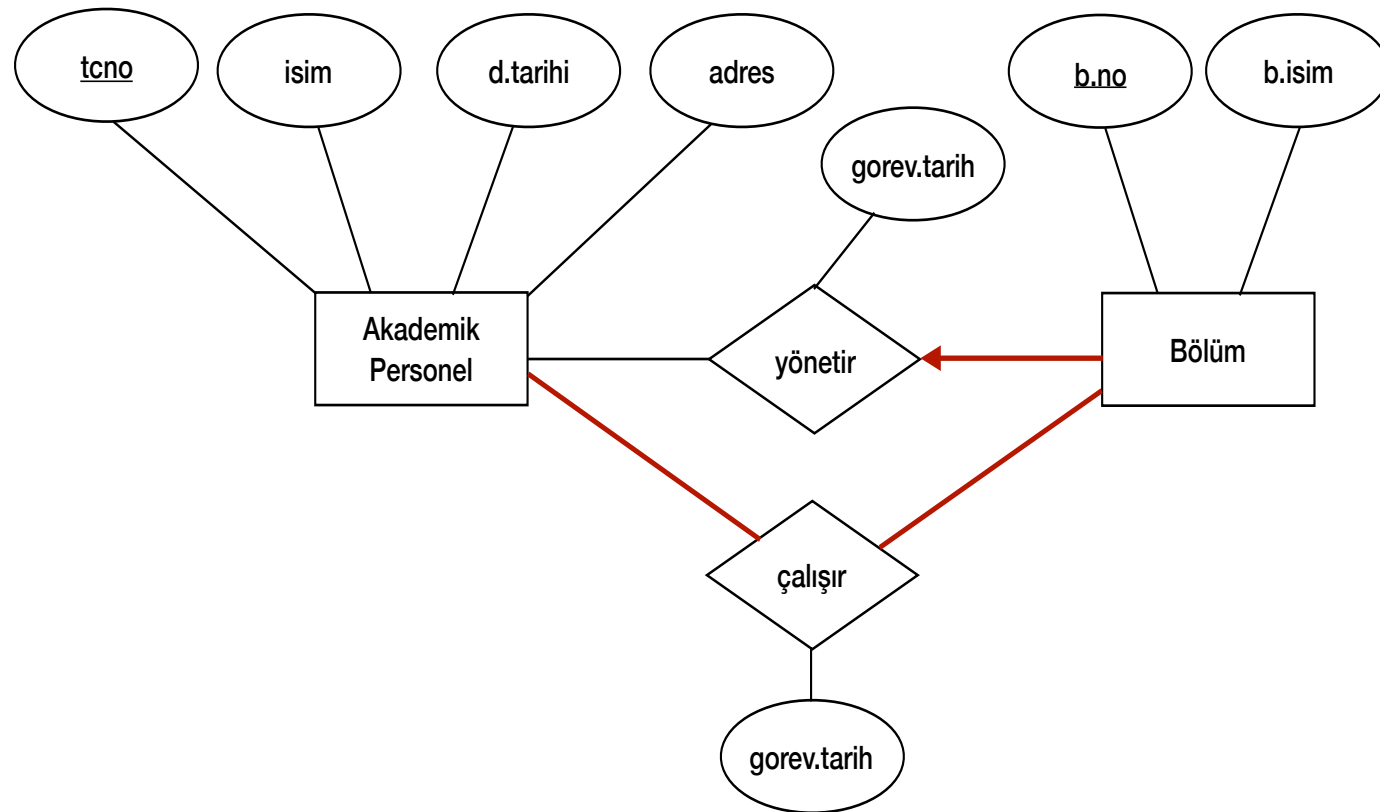 tcno
isim
d.tarihi
adres
b.no
b.isim
gorev.tarih
Akademik
Personel
yönetir
Bölüm
çalışır
gorev.tarih